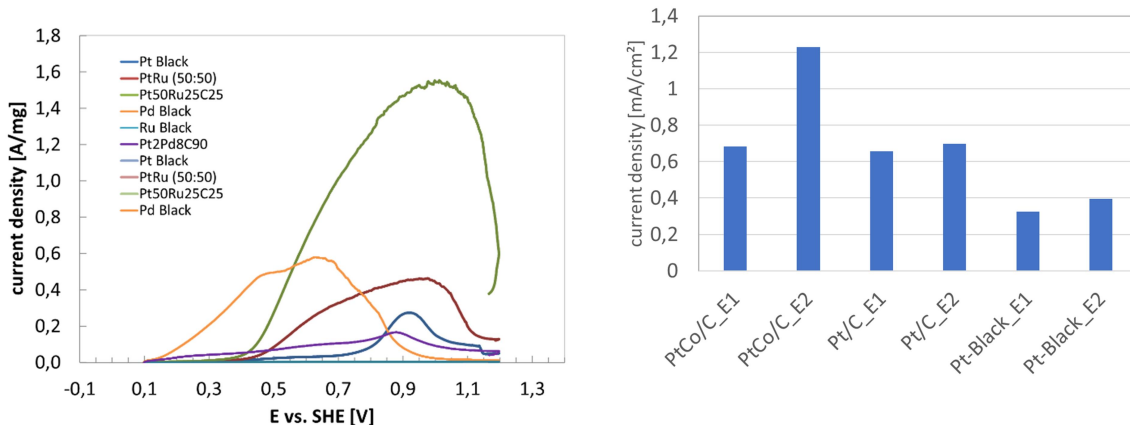 1,8
1,6
1,4
1,2
1,0
0,8
0,6
0,4
0,2
0,0
current density [A/mg]
Pt Black
PtRu (50:50)
Pt50Ru25C25
Pd Black
Ru Black
Pt2Pd8C90
Pt Black
PtRu (50:50)
Pt50Ru25C25
Pd Black
-0,1 0,1 0,3 0,5 0,7 0,9 1,1 1,3
E vs. SHE [V]
current density [mA/cm²]
1,4
1,2
1
0,8
0,6
0,4
0,2
0
PtCo/C_E1
PtCo/C_E2
Pt/C_E1
Pt/C_E2
Pt-Black_E1
Pt-Black_E2